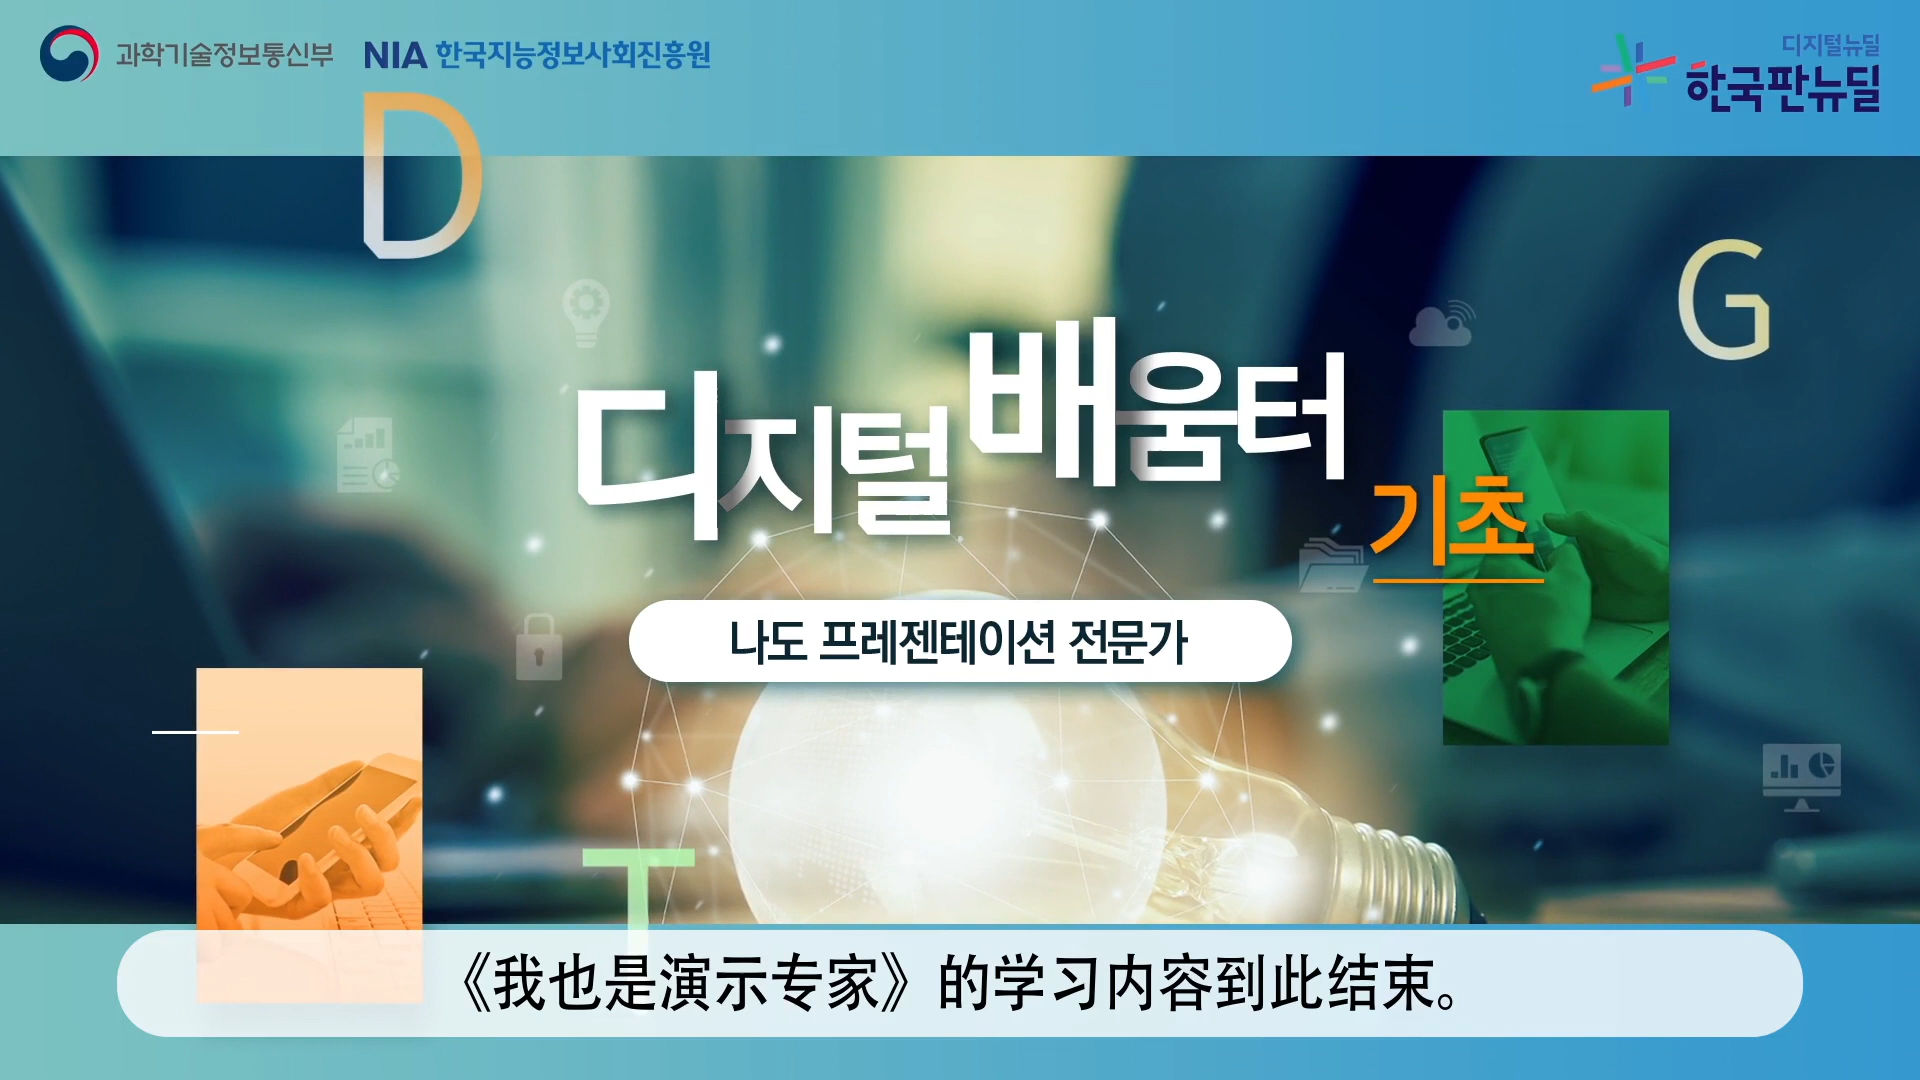 과학기술정보통신부 NIA 한국지능정보사회진흥원
디지털뉴딜
한국판뉴딜
D
G
디지털 배움터
기초
나도 프레젠테이션 전문가
T
《我也是演示专家》的学习内容到此结束。